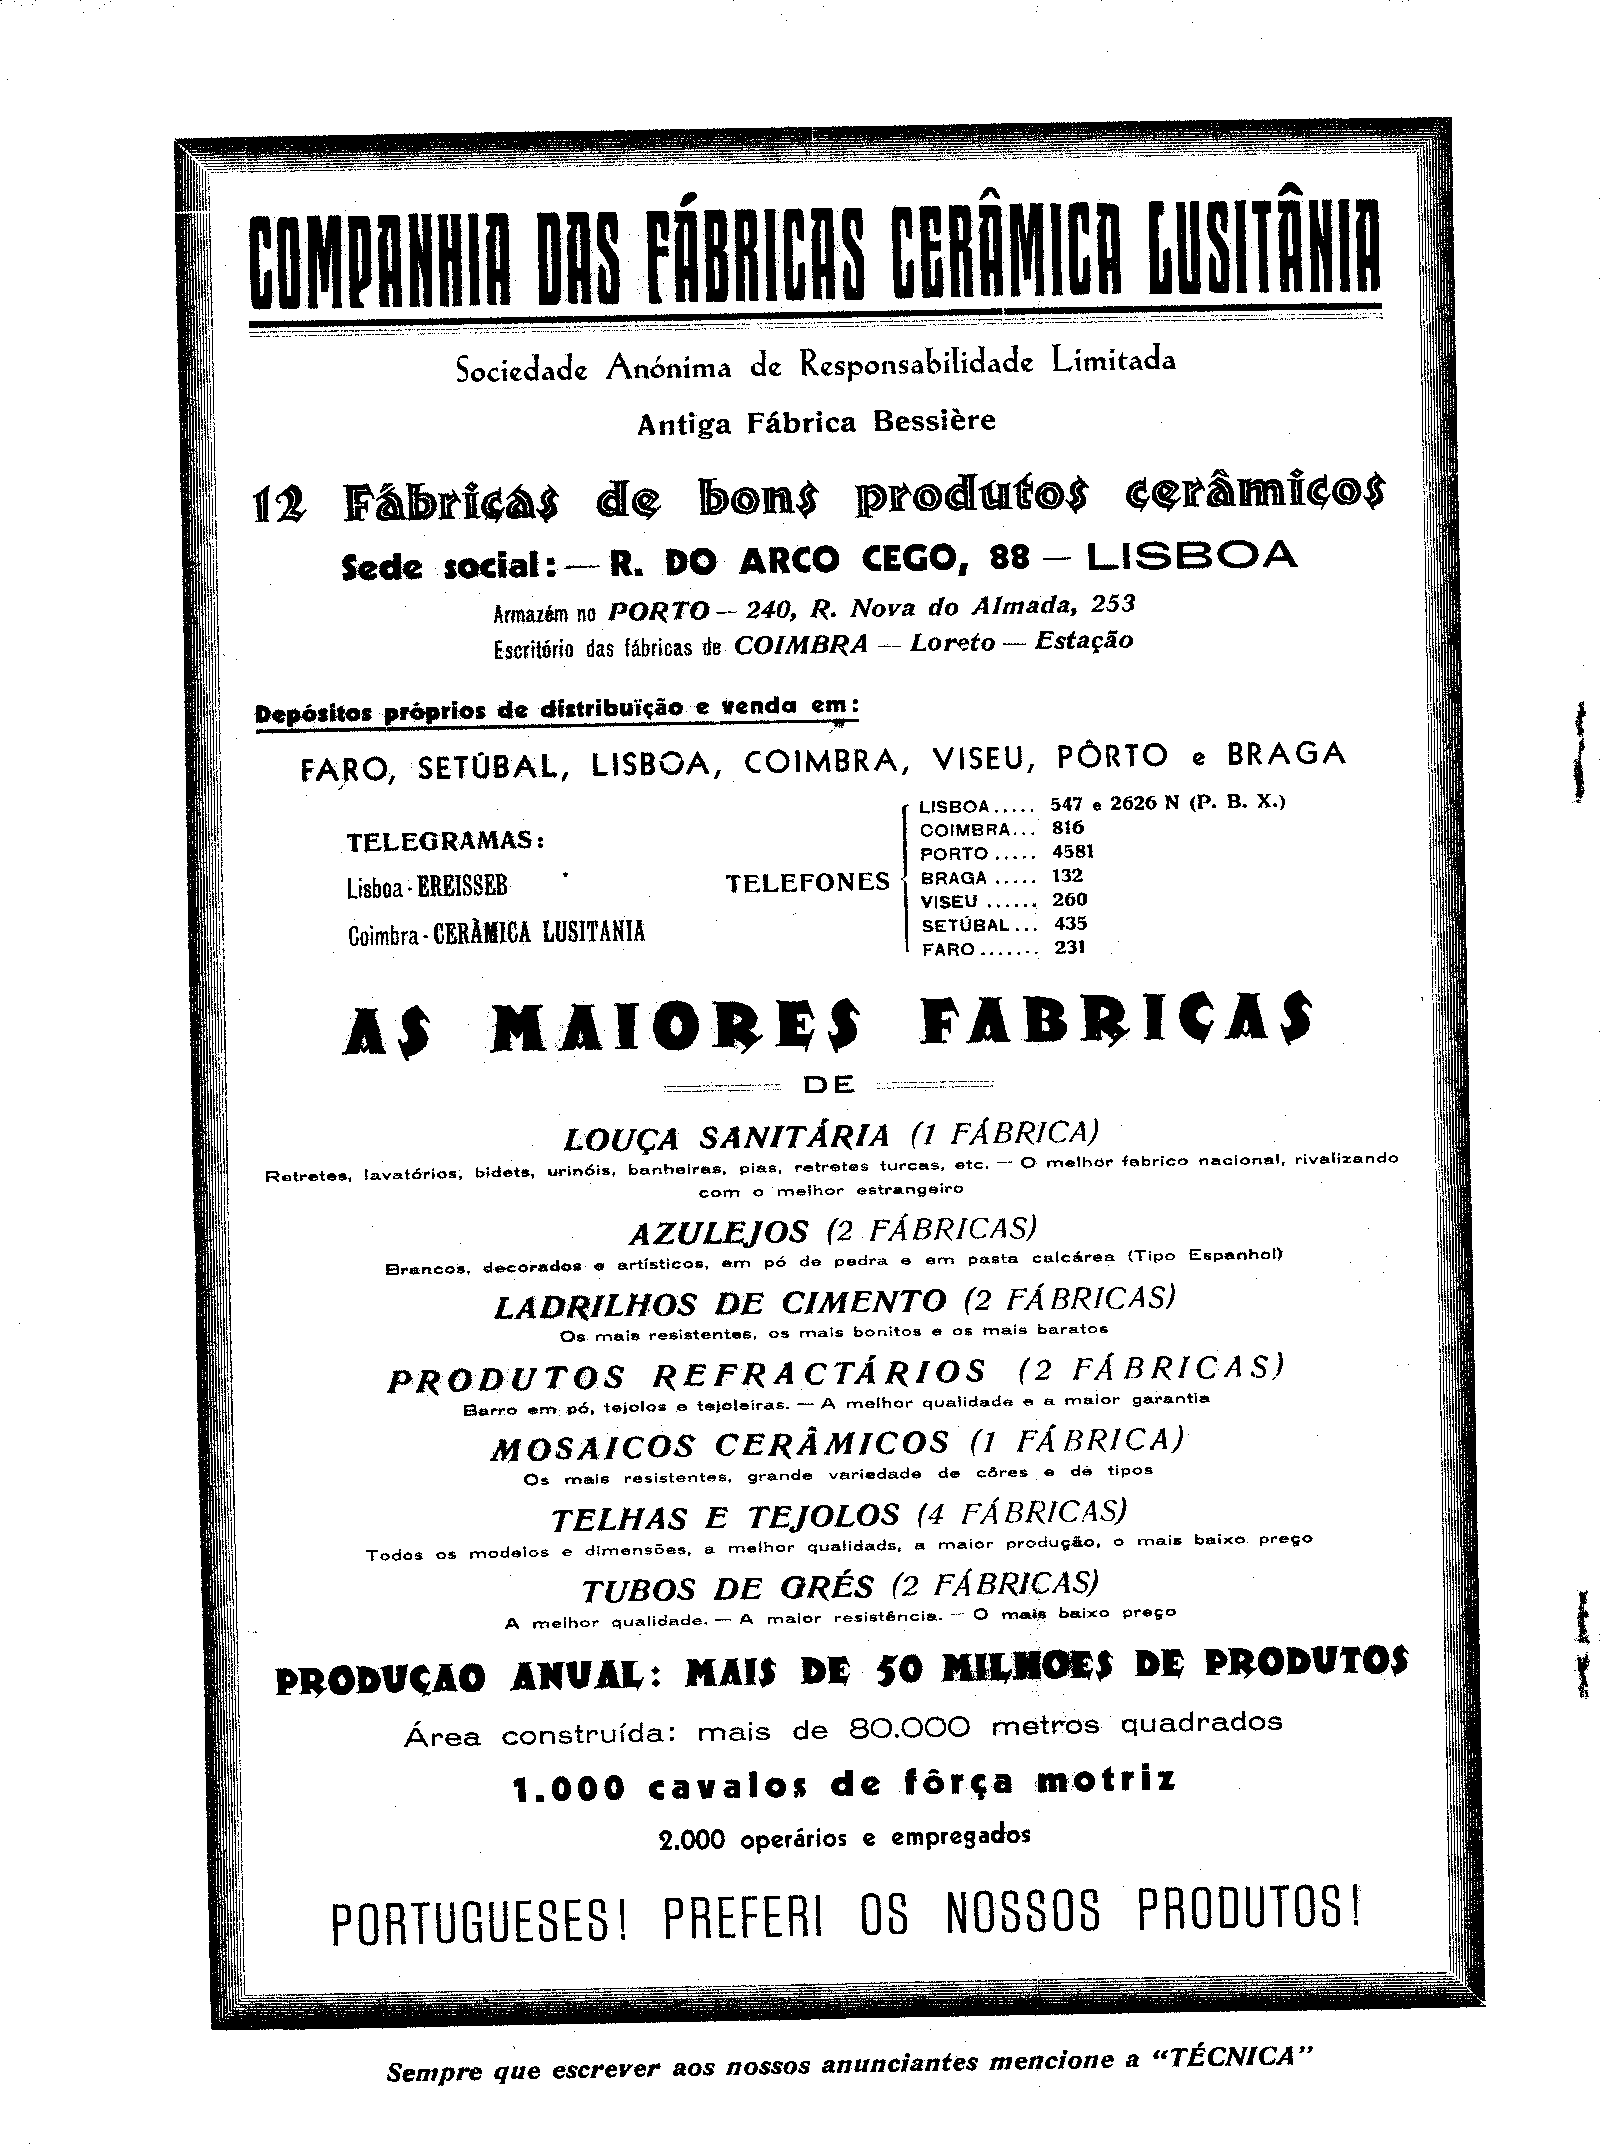 COMPANHIA DAS FÁBRICAS CERÂMICA LUSITÂNIA
Sociedade Anónima de Responsabilidade Limitada
Antiga Fábrica Bessière
12 Fábricas de bons produtos cerâmicos
Sede social: — R. DO ARCO CEGO, 88 — LISBOA
Armazém no PORTO — 240, R. Nova do Almada, 253
Escritório das fábricas de COIMBRA — Loreto — Estação
Depósitos próprios de distribuïção e venda em:
FARO, SETÚBAL, LISBOA, COIMBRA, VISEU, PÔRTO e BRAGA
TELEGRAMAS:
Lisboa - EREISSEB
Coimbra - CERÂMICA LUSITANIA
TELEFONES
LISBOA..... 547 e 2626 N (P. B. X.)
COIMBRA... 816
PORTO ..... 4581
BRAGA ..... 132
VISEU ...... 260
SETÚBAL... 435
FARO ....... 231
AS MAIORES FABRICAS
DE
LOUÇA SANITÁRIA (1 FÁBRICA)
Retretes, lavatórios, bidets, urinóis, banheiras, pias, retretes turcas, etc. — O melhor fabrico nacional, rivalizando
com o melhor estrangeiro
AZULEJOS (2 FÁBRICAS)
Brancos, decorados e artísticos, em pó de pedra e em pasta calcárea (Tipo Espanhol)
LADRILHOS DE CIMENTO (2 FÁBRICAS)
Os mais resistentes, os mais bonitos e os mais baratos
PRODUTOS REFRACTÁRIOS (2 FÁBRICAS)
Barro em pó, tejolos e tejoleiras. — A melhor qualidade e a maior garantia
MOSAICOS CERÂMICOS (1 FÁBRICA)
Os mais resistentes, grande variedade de côres e de tipos
TELHAS E TEJOLOS (4 FÁBRICAS)
Todos os modelos e dimensões, a melhor qualidads, a maior produção, o mais baixo preço
TUBOS DE GRÉS (2 FÁBRICAS)
A melhor qualidade. — A maior resistência. — O mais baixo preço
PRODUÇAO ANUAL: MAIS DE 50 MILHOES DE PRODUTOS
Área construída: mais de 80.000 metros quadrados
1.000 cavalos de fôrça motriz
2.000 operários e empregados
PORTUGUESES! PREFERI OS NOSSOS PRODUTOS!
Sempre que escrever aos nossos anunciantes mencione a “TÉCNICA”